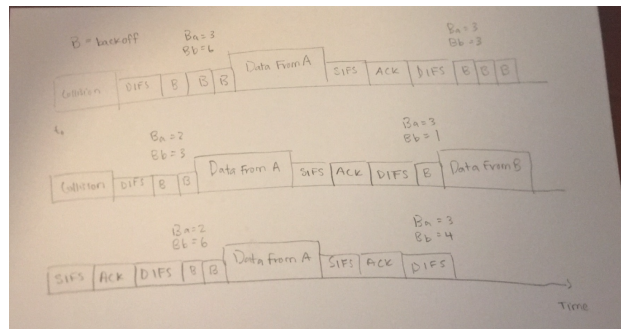 B = backoff
Ba=3
Bb=6
Ba=3
Bb=3
Collision DIFS B B B Data From A SIFS ACK DIFS B B B
Ba=2
Bb=3
Ba=3
Bb=1
Collision DIFS B B Data from A SIFS ACK DIFS B Data from B
Ba=2
Bb=6
Ba=3
Bb=4
SIFS ACK DIFS B B Data from A SIFS ACK DIFS
Time